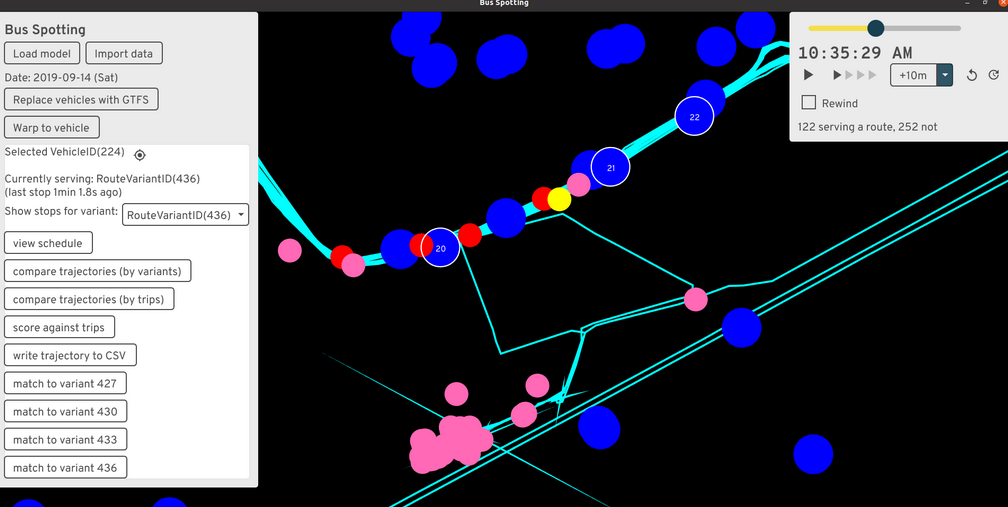 Bus Spotting
Bus Spotting
Load model
Import data
Date: 2019-09-14 (Sat)
Replace vehicles with GTFS
Warp to vehicle
Selected VehicleID(224)
Currently serving: RouteVariantID(436)
(last stop 1min 1.8s ago)
Show stops for variant: RouteVariantID(436)
view schedule
compare trajectories (by variants)
compare trajectories (by trips)
score against trips
write trajectory to CSV
match to variant 427
match to variant 430
match to variant 433
match to variant 436
20
21
22
10:35:29 AM
+10m
Rewind
122 serving a route, 252 not